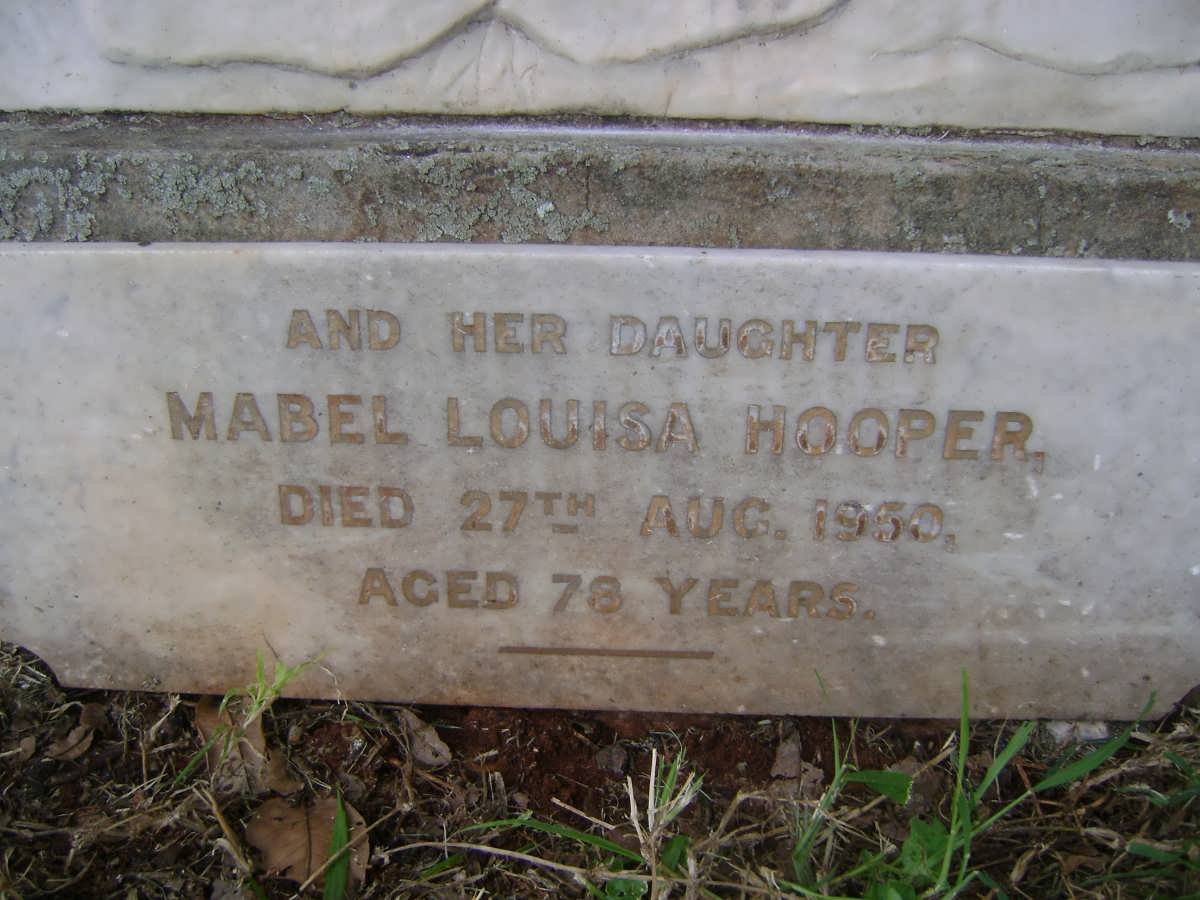 AND HER DAUGHTER
MABEL LOUISA HOOPER,
DIED 27TH AUG. 1950,
AGED 78 YEARS.